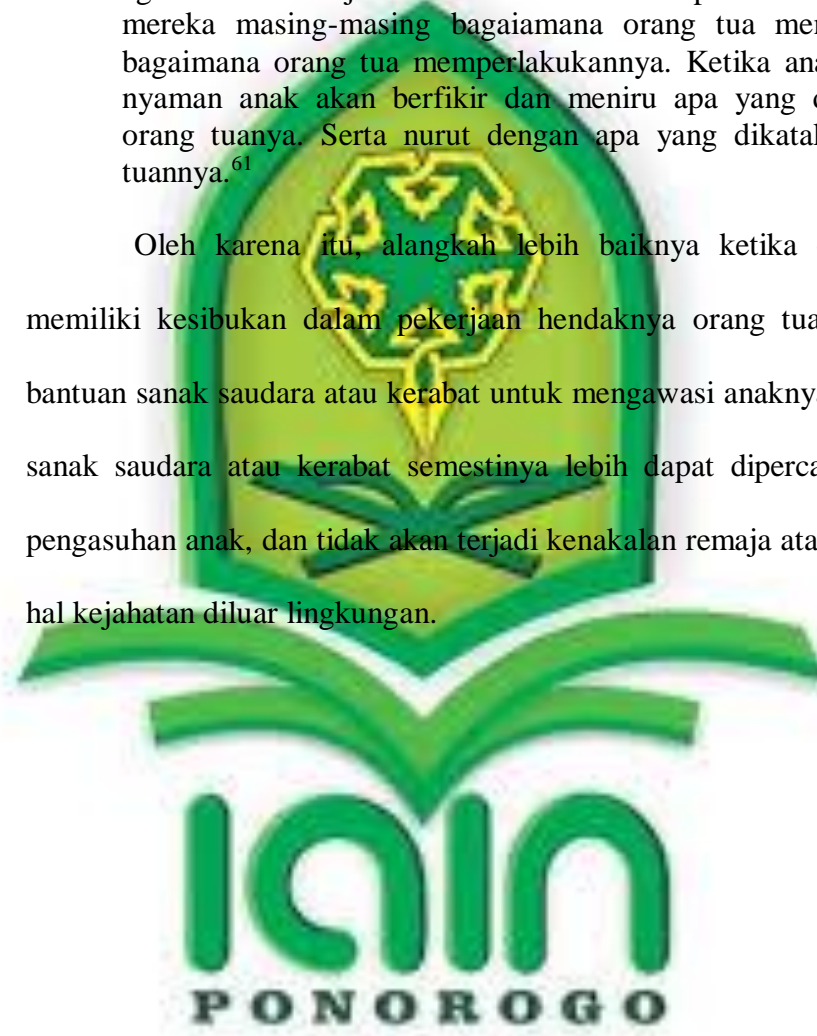 mereka masing-masing bagaiamana orang tua
bagaimana orang tua memperlakukannya. Ketika
nyaman anak akan berfikir dan meniru apa yang
orang tuanya. Serta nurut dengan apa yang
tuannya.61
Oleh karena itu, alangkah lebih baiknya ketika
memiliki kesibukan dalam pekerjaan hendaknya orang tua
bantuan sanak saudara atau kerabat untuk mengawasi anaknya
sanak saudara atau kerabat semestinya lebih dapat
pengasuhan anak, dan tidak akan terjadi kenakalan remaja
hal kejahatan diluar lingkungan.
IAIN
PONOROGO